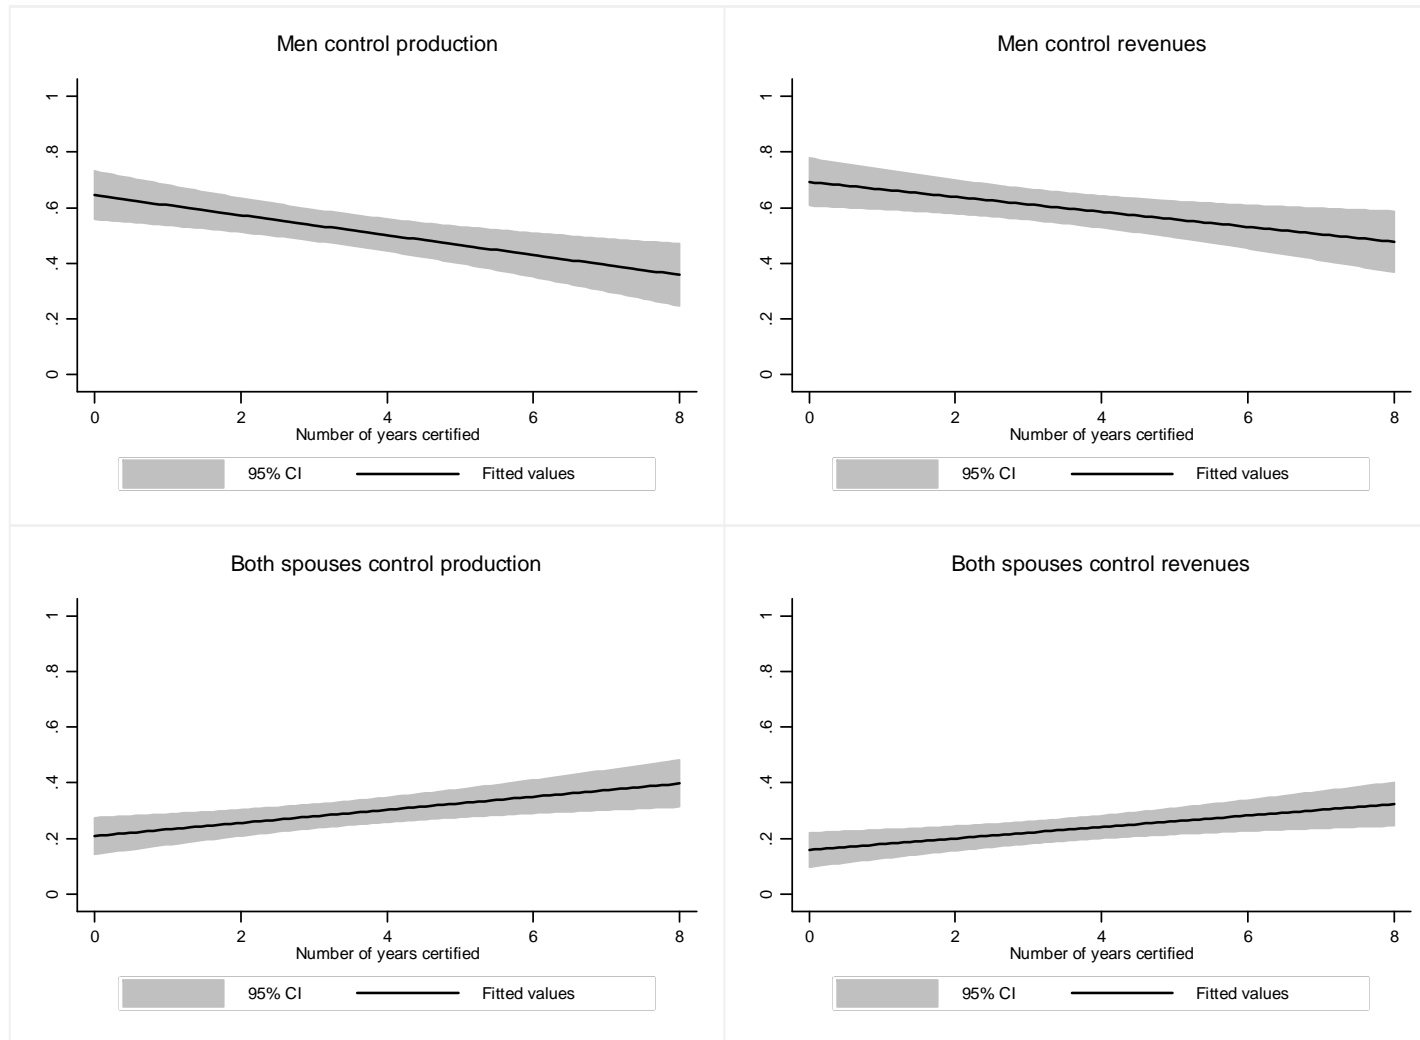 Men control production
1
.8
.6
.4
.2
0
0 2 4 6 8
Number of years certified
95% CI Fitted values
Men control revenues
1
.8
.6
.4
.2
0
0 2 4 6 8
Number of years certified
95% CI Fitted values
Both spouses control production
1
.8
.6
.4
.2
0
0 2 4 6 8
Number of years certified
95% CI Fitted values
Both spouses control revenues
1
.8
.6
.4
.2
0
0 2 4 6 8
Number of years certified
95% CI Fitted values